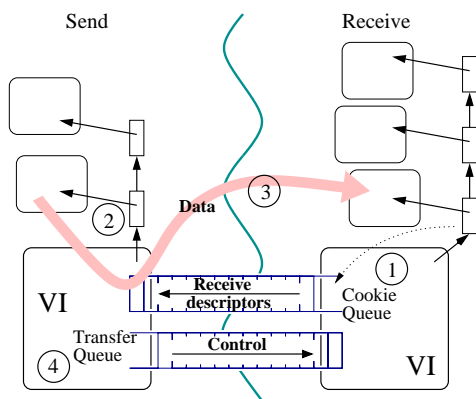 Send
Receive
3
Data
2
1
Receive
descriptors
Cookie
Queue
VI
Transfer
Queue
Control
4
VI